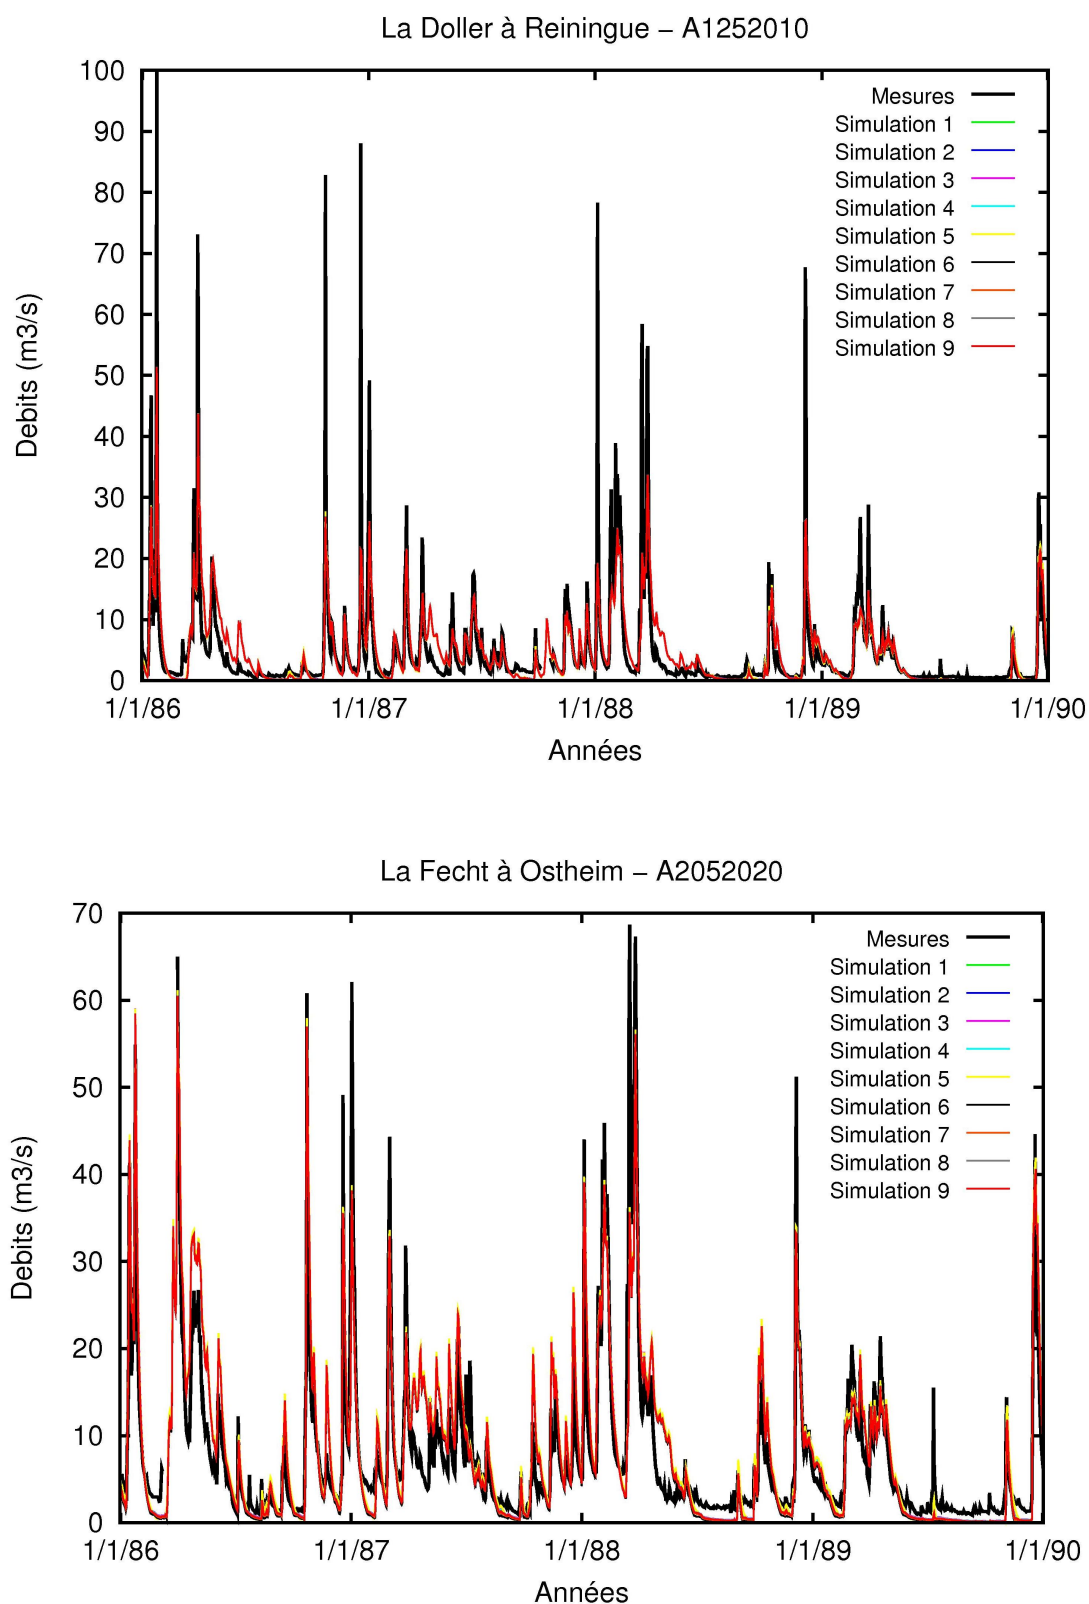 La Doller à Reiningue – A1252010
100
90
80
70
60
50
40
30
20
10
0
Debits (m3/s)
Mesures
Simulation 1
Simulation 2
Simulation 3
Simulation 4
Simulation 5
Simulation 6
Simulation 7
Simulation 8
Simulation 9
1/1/86 1/1/87 1/1/88 1/1/89 1/1/90
Années
La Fecht à Ostheim – A2052020
70
60
50
40
30
20
10
0
Debits (m3/s)
Mesures
Simulation 1
Simulation 2
Simulation 3
Simulation 4
Simulation 5
Simulation 6
Simulation 7
Simulation 8
Simulation 9
1/1/86 1/1/87 1/1/88 1/1/89 1/1/90
Années